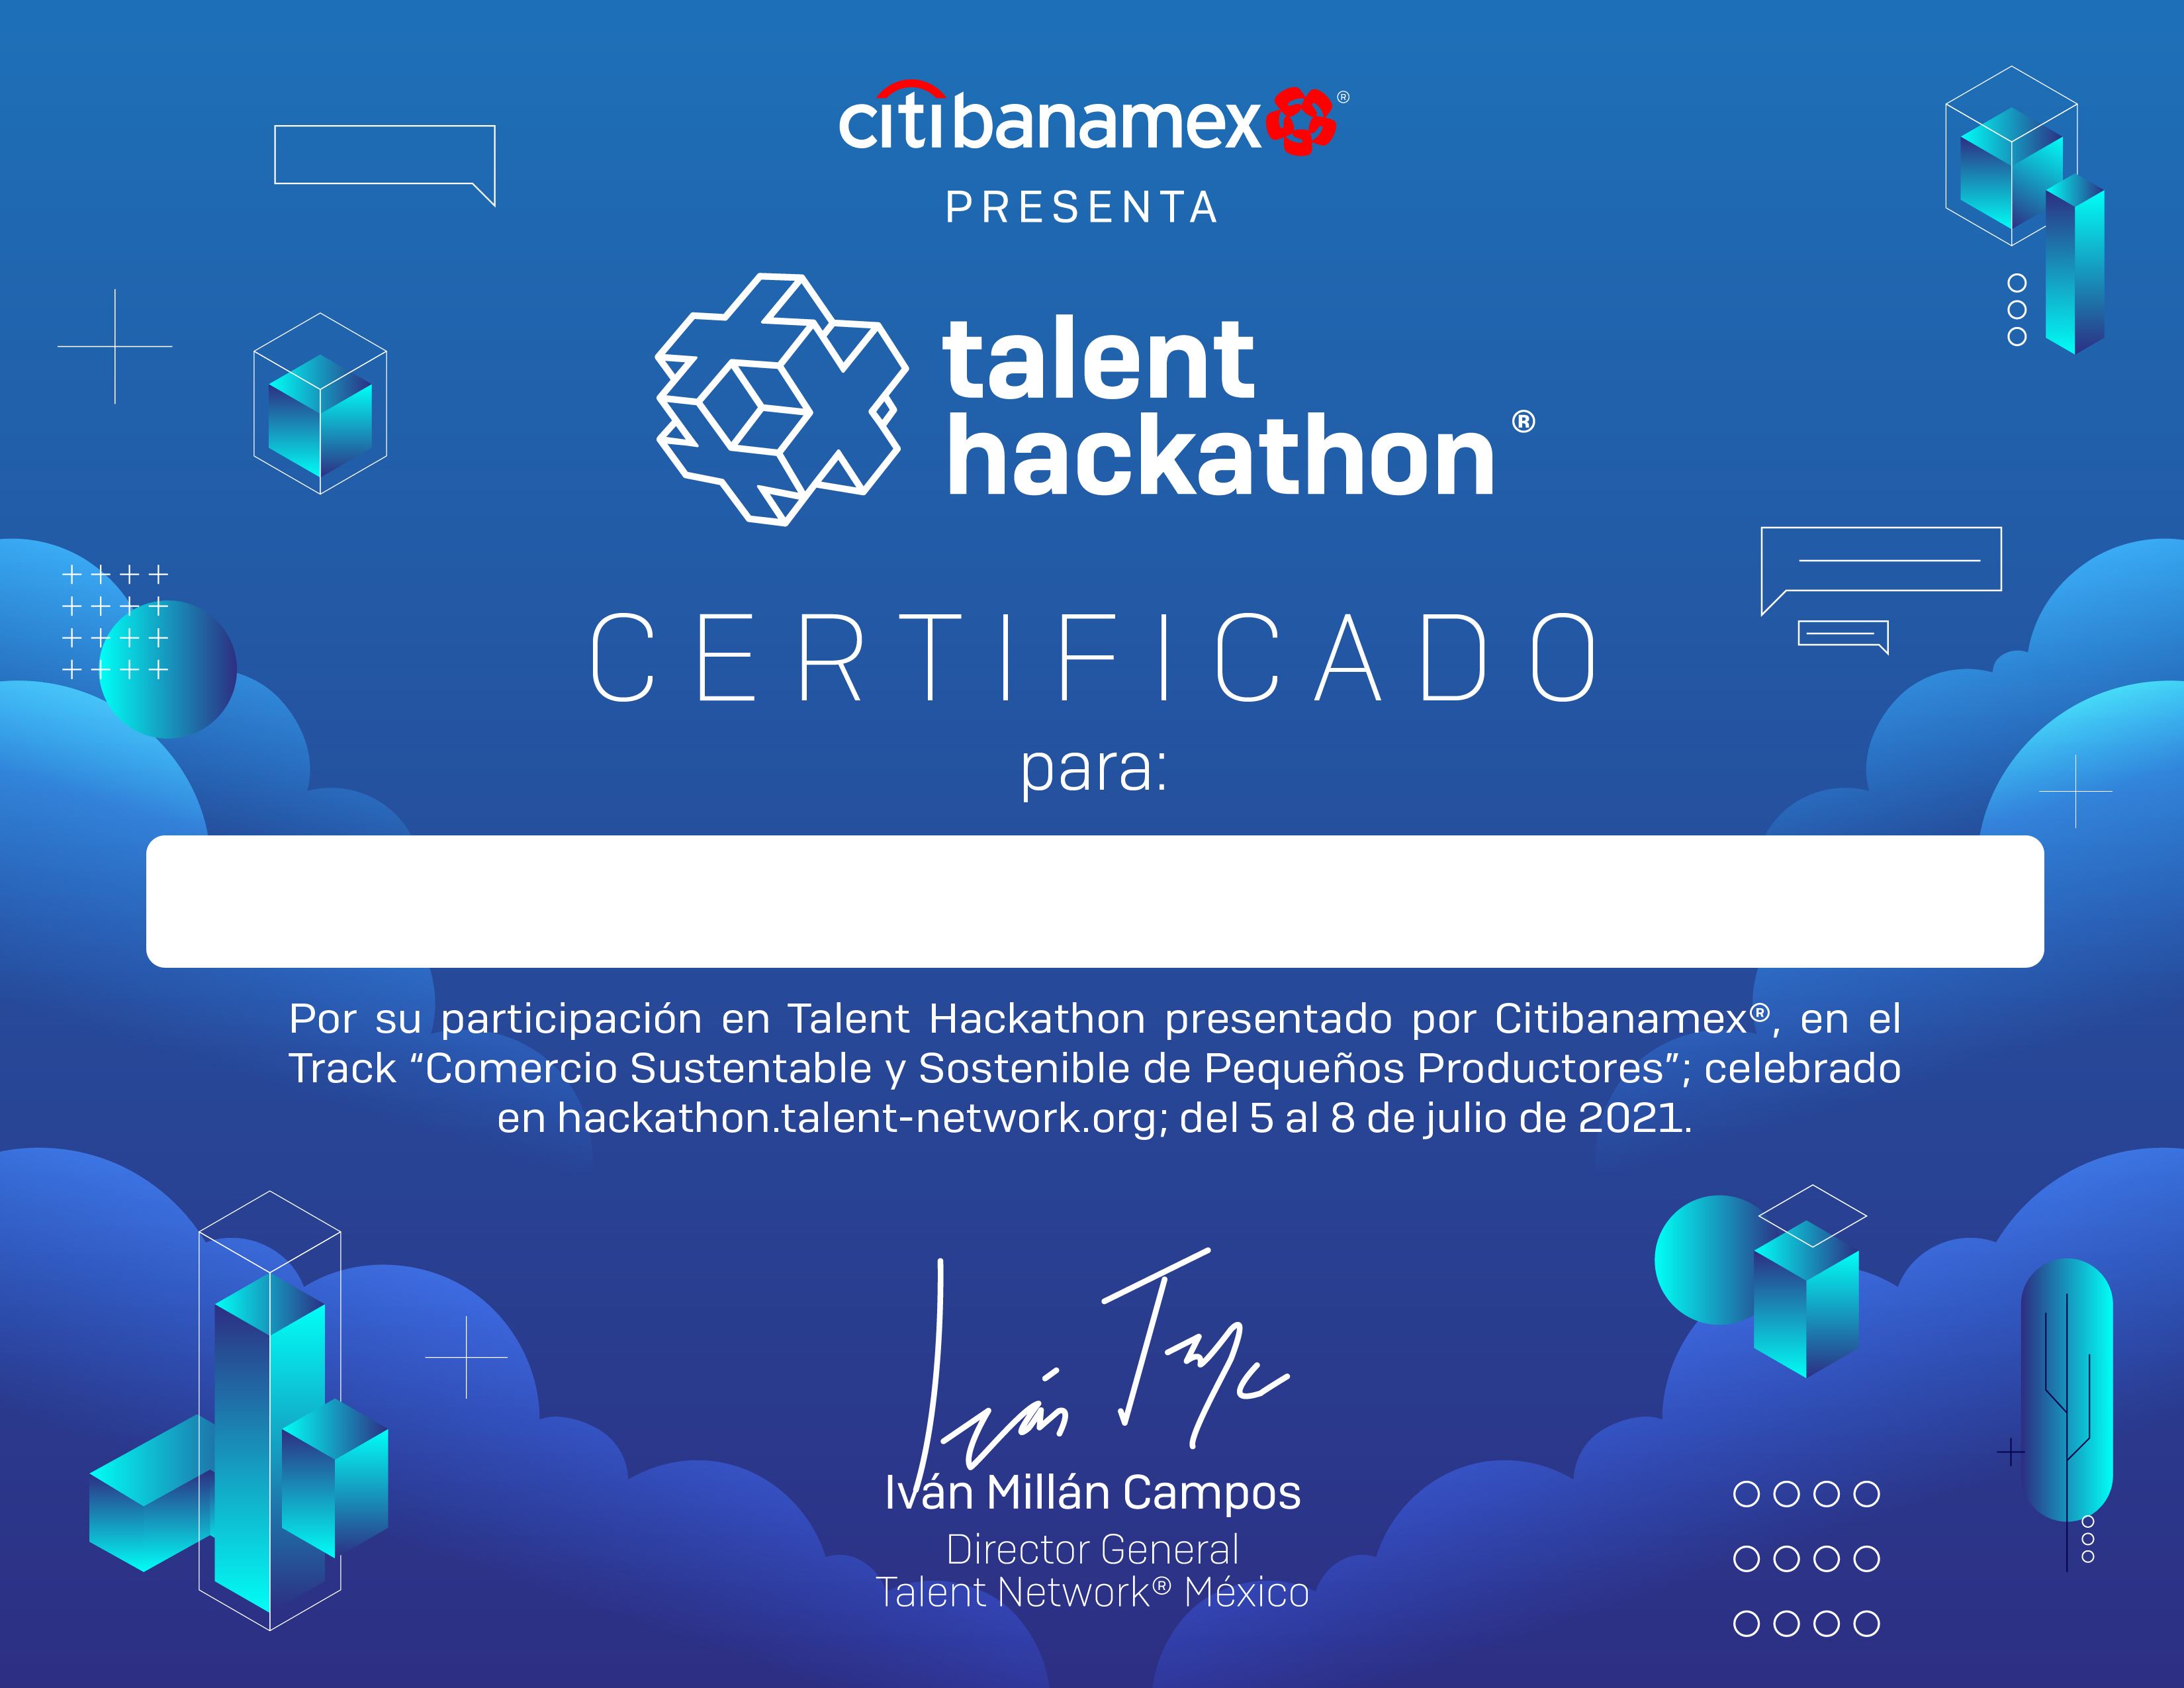 citibanamex®
PRESENTA
talent
hackathon®
CERTIFICADO
para:
Por su participación en Talent Hackathon presentado por Citibanamex®, en el
Track “Comercio Sustentable y Sostenible de Pequeños Productores”; celebrado
en hackathon.talent-network.org; del 5 al 8 de julio de 2021.
Iván Millán Campos
Director General
Talent Network® México